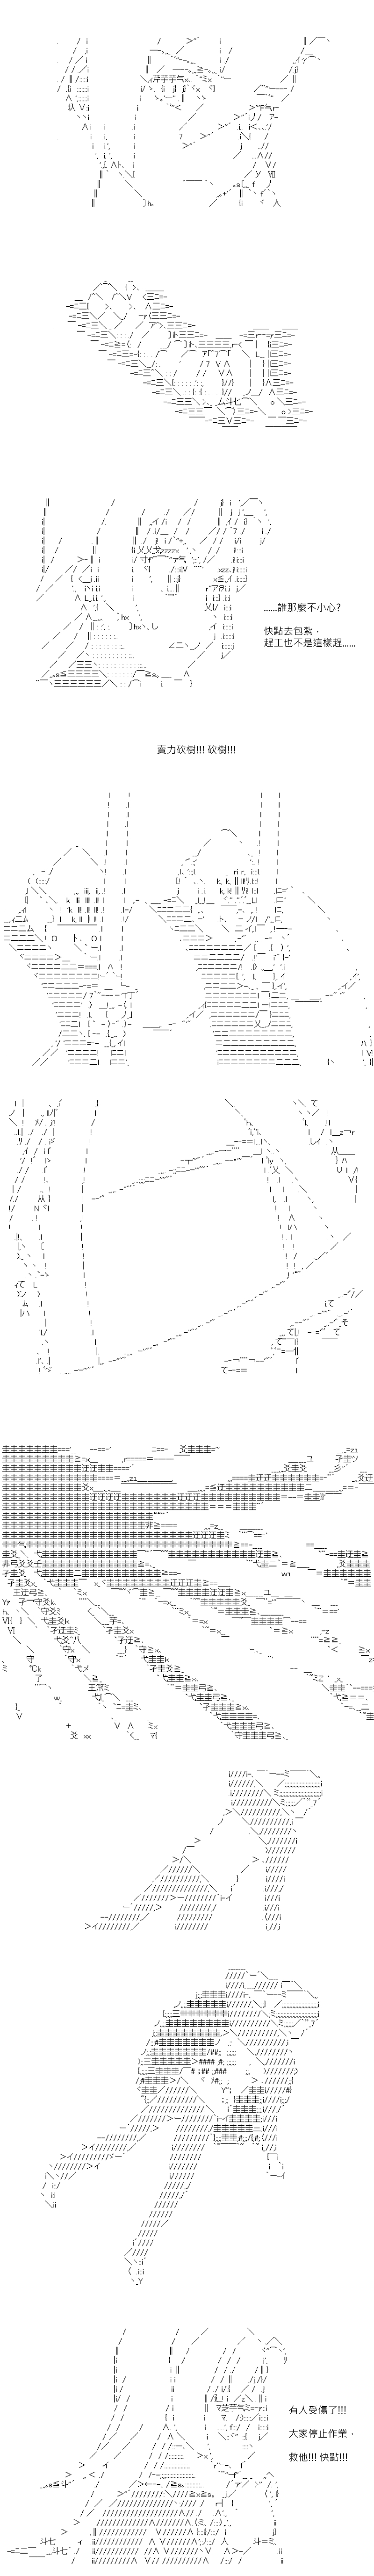 ......誰那麼不小心?
快點去包紮，
趕工也不是這樣趕......
賣力砍樹!!! 砍樹!!!
有人受傷了!!!
大家停止作業，
救他!!! 快點!!!